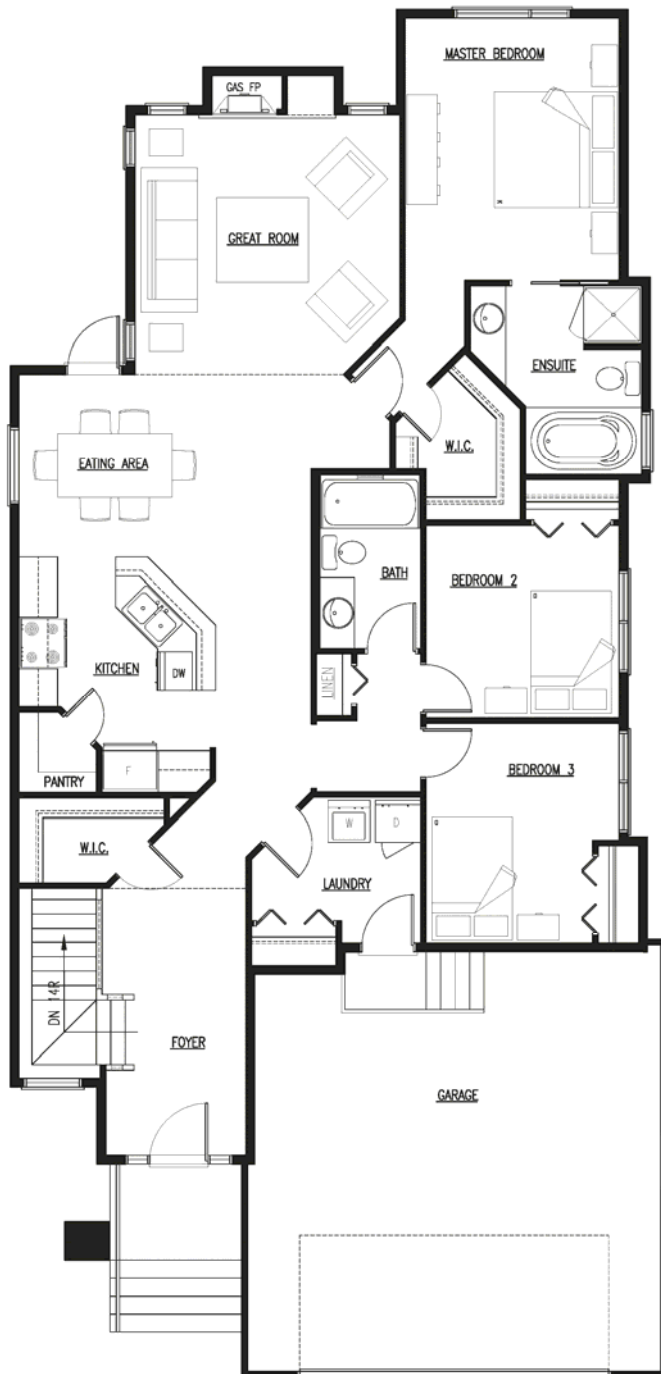 MASTER BEDROOM
GAS FP
GREAT ROOM
ENSUITE
W.I.C.
EATING AREA
BATH
BEDROOM 2
KITCHEN
DW
LINEN
PANTRY
F
BEDROOM 3
W
D
W.I.C.
LAUNDRY
DN 14R
FOYER
GARAGE